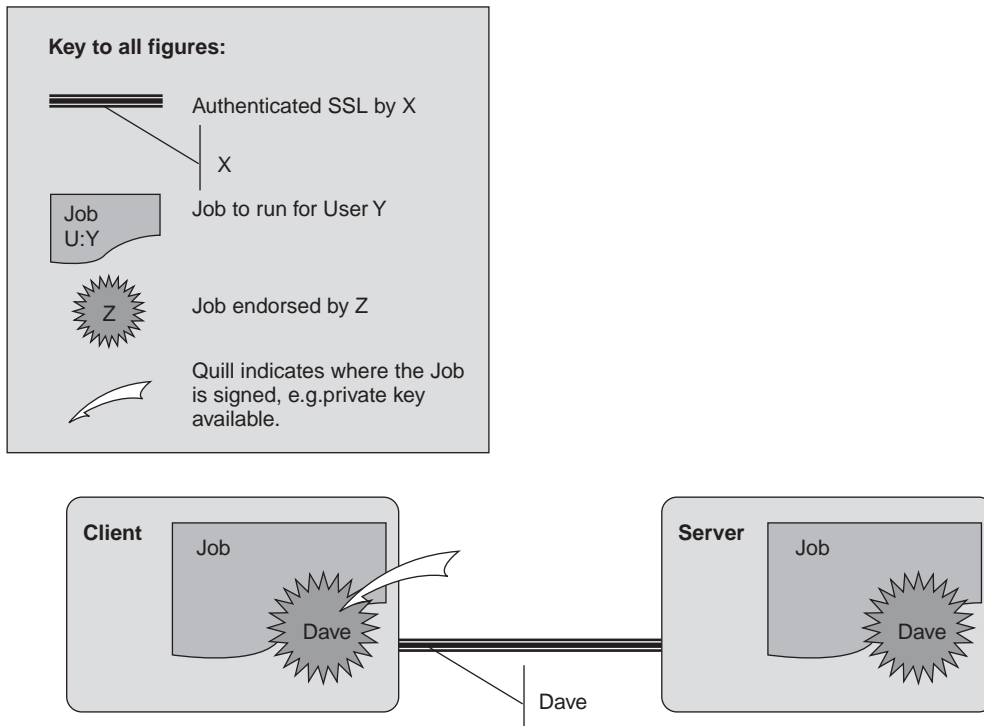 Key to all figures:
Authenticated SSL by X
X
Job
U:Y
Job to run for User Y
Z
Job endorsed by Z
Quill indicates where the Job
is signed, e.g.private key
available.
Client
Job
Dave
Dave
Server
Job
Dave